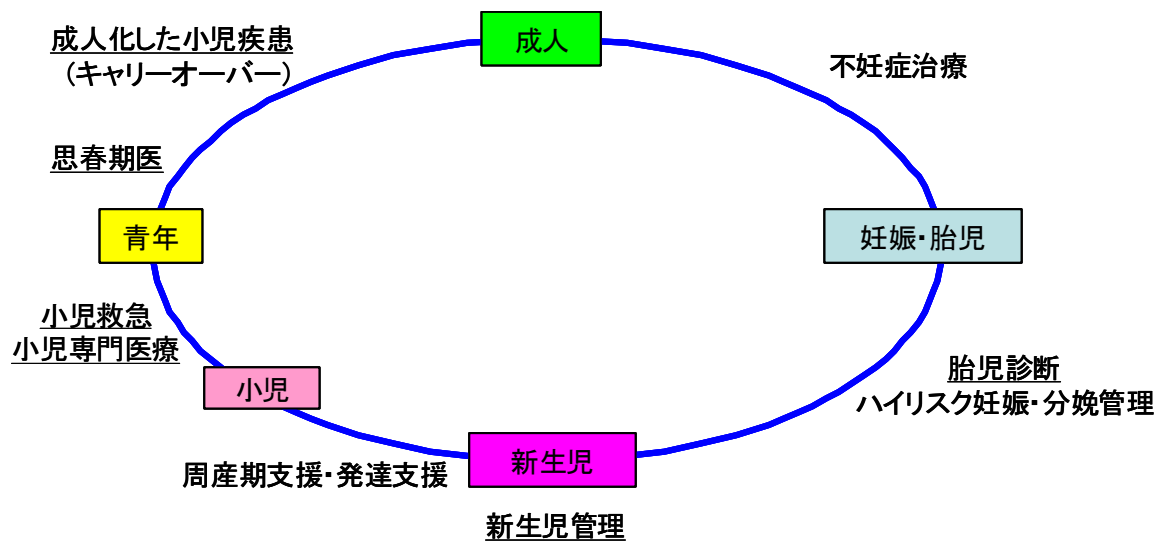 成人化した小児疾患
(キャリーオーバー)
成人
不妊症治療
思春期医
青年
妊娠・胎児
小児救急
小児専門医療
小児
胎児診断
ハイリスク妊娠・分娩管理
新生児
周産期支援・発達支援
新生児管理